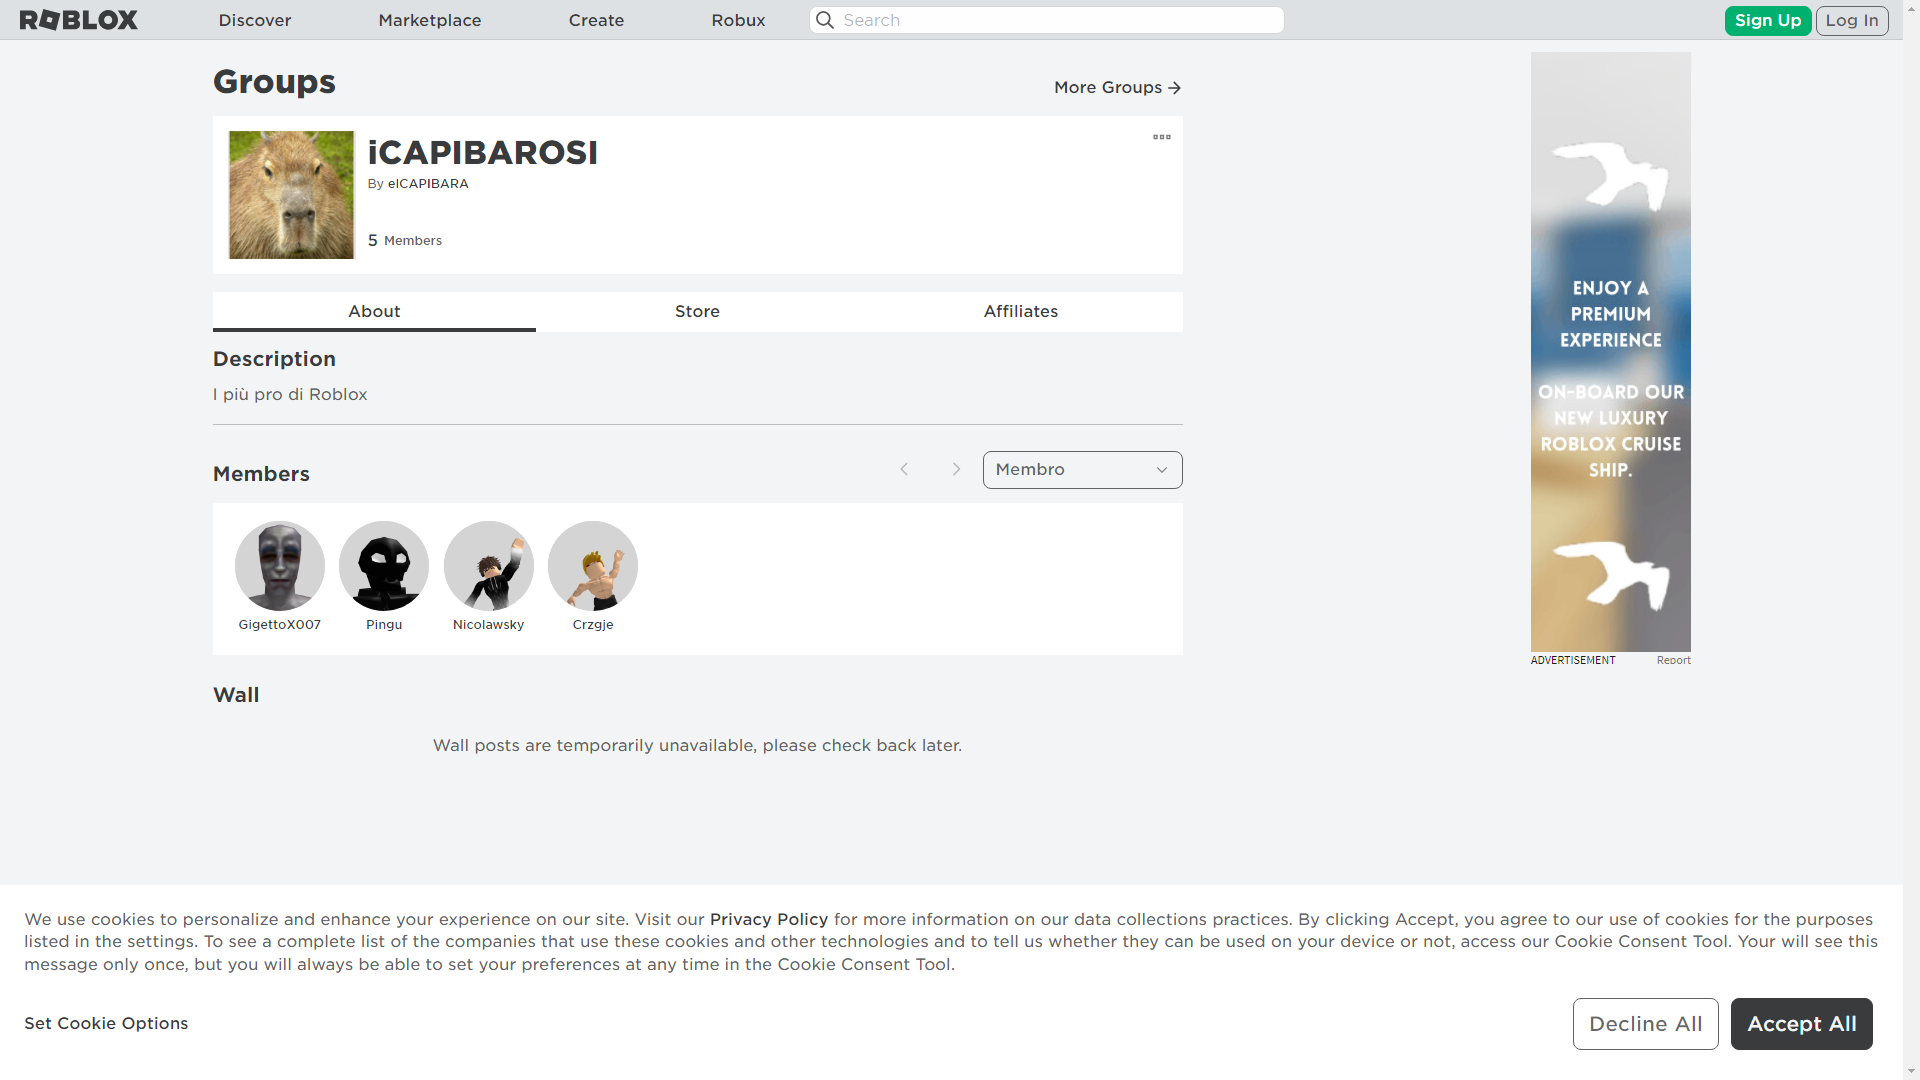 ROBLOX
Discover
Marketplace
Create
Robux
Search
Sign Up
Log In
Groups
More Groups
iCAPIBAROSI
By elCAPIBARA
5 Members
About
Store
Affiliates
Description
I più pro di Roblox
Members
Membro
GigettoX007
Pingu
Nicolawsky
Crzgje
Wall
Wall posts are temporarily unavailable, please check back later.
ENJOY A
PREMIUM
EXPERIENCE
ON-BOARD OUR
NEW LUXURY
ROBLOX CRUISE
SHIP.
ADVERTISEMENT
Report
We use cookies to personalize and enhance your experience on our site. Visit our Privacy Policy for more information on our data collections practices. By clicking Accept, you agree to our use of cookies for the purposes
listed in the settings. To see a complete list of the companies that use these cookies and other technologies and to tell us whether they can be used on your device or not, access our Cookie Consent Tool. Your will see this
message only once, but you will always be able to set your preferences at any time in the Cookie Consent Tool.
Set Cookie Options
Decline All
Accept All